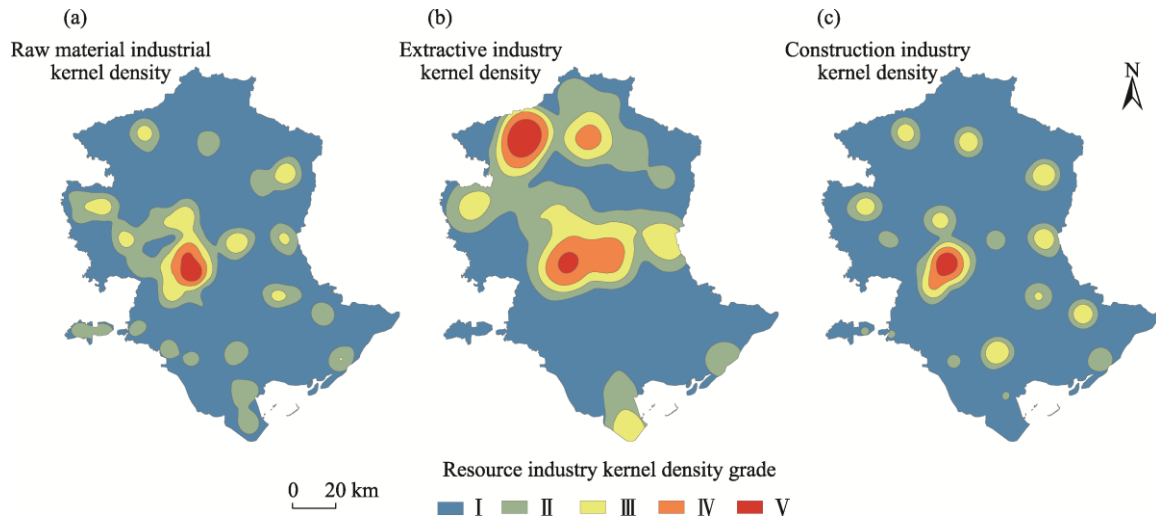 (a)
Raw material industrial
kernel density
(b)
Extractive industry
kernel density
(c)
Construction industry
kernel density
N
Resource industry kernel density grade
0 20 km
Ⅰ Ⅱ Ⅲ Ⅳ Ⅴ